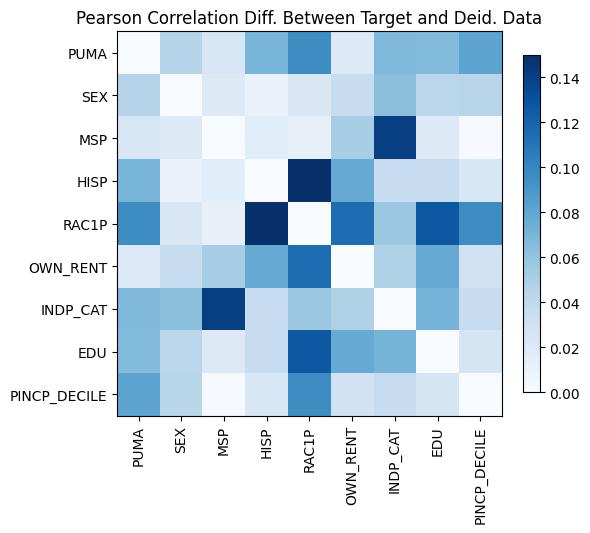 Pearson Correlation Diff. Between Target and Deid. Data
PUMA
SEX
MSP
HISP
RAC1P
OWN_RENT
INDP_CAT
EDU
PINCP_DECILE
PUMA
SEX
MSP
HISP
RAC1P
OWN_RENT
INDP_CAT
EDU
PINCP_DECILE
0.14
0.12
0.10
0.08
0.06
0.04
0.02
0.00